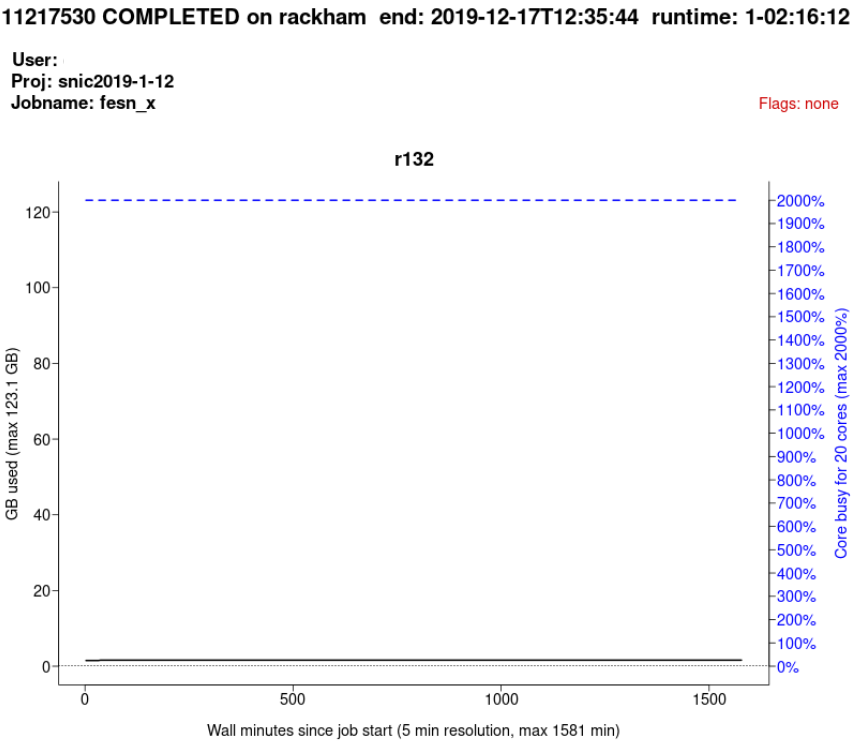 11217530 COMPLETED on rackham end: 2019-12-17T12:35:44 runtime: 1-02:16:12
User:
Proj: snic2019-1-12
Jobname: fesn_x
Flags: none
r132
120
100
80
60
40
20
0
GB used (max 123.1 GB)
2000%
1900%
1800%
1700%
1600%
1500%
1400%
1300%
1200%
1100%
1000%
900%
800%
700%
600%
500%
400%
300%
200%
100%
0%
Core busy for 20 cores (max 2000%)
0 500 1000 1500
Wall minutes since job start (5 min resolution, max 1581 min)